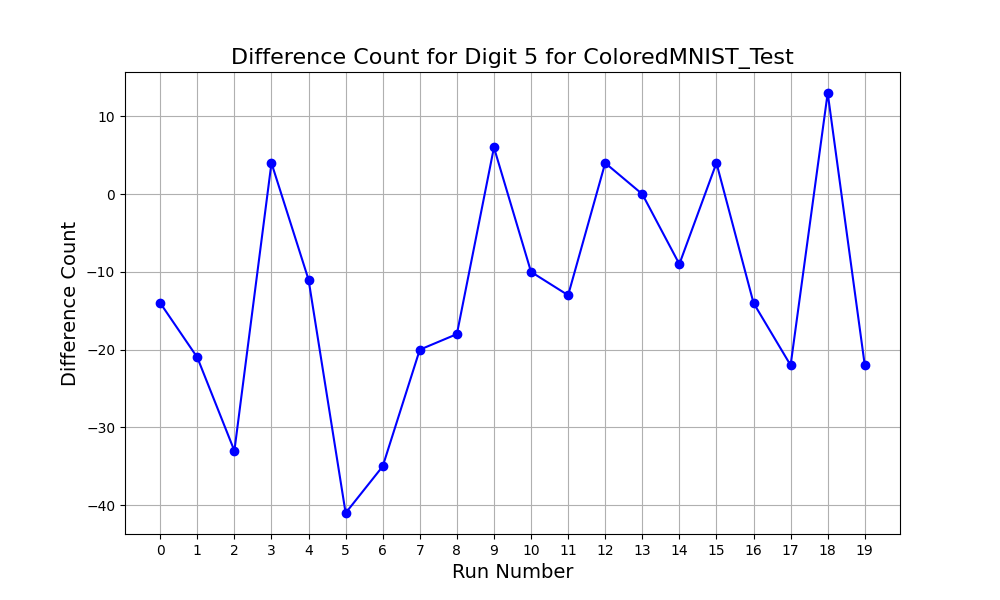 Difference Count for Digit 5 for ColoredMNIST_Test
Difference Count
10
0
−10
−20
−30
−40
0 1 2 3 4 5 6 7 8 9 10 11 12 13 14 15 16 17 18 19
Run Number